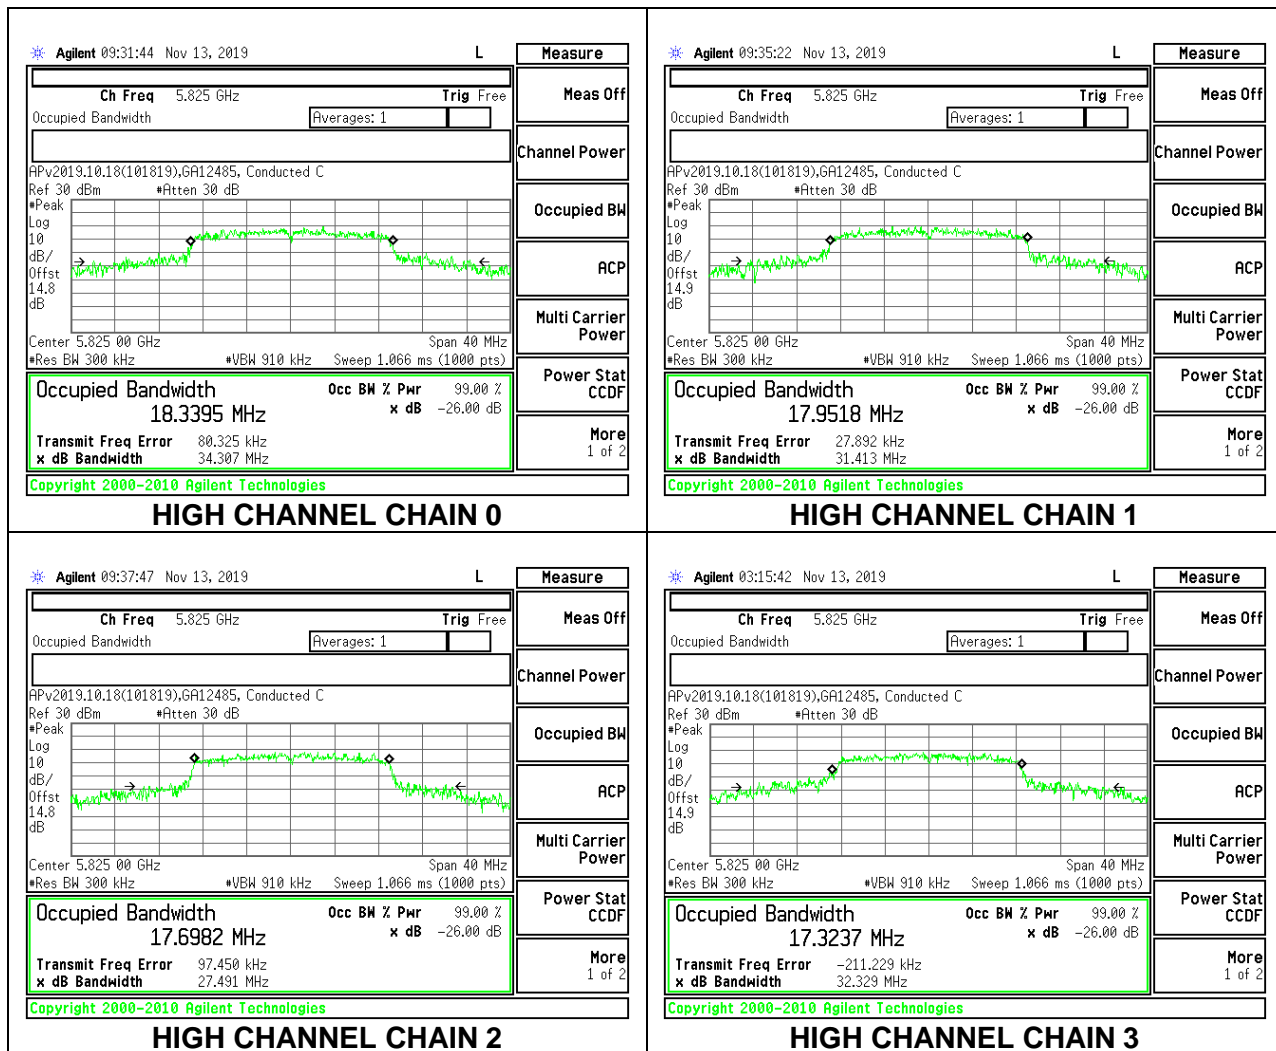 Agilent 09:31:44 Nov 13, 2019 L Measure
Ch Freq 5.825 GHz Trig Free
Meas Off
Occupied Bandwidth Averages: 1
Channel Power
APv2019.10.18(101819),GA12485, Conducted C
Ref 30 dBm #Atten 30 dB
#Peak
Log
10
dB/
Offst
14.8
dB
Occupied BW
ACP
Multi Carrier
Power
Center 5.825 00 GHz Span 40 MHz
#Res BW 300 kHz #VBW 910 kHz Sweep 1.066 ms (1000 pts)
Power Stat
CCDF
Occupied Bandwidth Occ BW % Pwr 99.00 %
18.3395 MHz x dB -26.00 dB
Transmit Freq Error 80.325 kHz
x dB Bandwidth 34.307 MHz
More
1 of 2
Copyright 2000-2010 Agilent Technologies
HIGH CHANNEL CHAIN 0
Agilent 09:35:22 Nov 13, 2019 L Measure
Ch Freq 5.825 GHz Trig Free
Meas Off
Occupied Bandwidth Averages: 1
Channel Power
APv2019.10.18(101819),GA12485, Conducted C
Ref 30 dBm #Atten 30 dB
#Peak
Log
10
dB/
Offst
14.9
dB
Occupied BW
ACP
Multi Carrier
Power
Center 5.825 00 GHz Span 40 MHz
#Res BW 300 kHz #VBW 910 kHz Sweep 1.066 ms (1000 pts)
Power Stat
CCDF
Occupied Bandwidth Occ BW % Pwr 99.00 %
17.9518 MHz x dB -26.00 dB
Transmit Freq Error 27.892 kHz
x dB Bandwidth 31.413 MHz
More
1 of 2
Copyright 2000-2010 Agilent Technologies
HIGH CHANNEL CHAIN 1
Agilent 09:37:47 Nov 13, 2019 L Measure
Ch Freq 5.825 GHz Trig Free
Meas Off
Occupied Bandwidth Averages: 1
Channel Power
APv2019.10.18(101819),GA12485, Conducted C
Ref 30 dBm #Atten 30 dB
#Peak
Log
10
dB/
Offst
14.8
dB
Occupied BW
ACP
Multi Carrier
Power
Center 5.825 00 GHz Span 40 MHz
#Res BW 300 kHz #VBW 910 kHz Sweep 1.066 ms (1000 pts)
Power Stat
CCDF
Occupied Bandwidth Occ BW % Pwr 99.00 %
17.6982 MHz x dB -26.00 dB
Transmit Freq Error 97.450 kHz
x dB Bandwidth 27.491 MHz
More
1 of 2
Copyright 2000-2010 Agilent Technologies
HIGH CHANNEL CHAIN 2
Agilent 03:15:42 Nov 13, 2019 L Measure
Ch Freq 5.825 GHz Trig Free
Meas Off
Occupied Bandwidth Averages: 1
Channel Power
APv2019.10.18(101819),GA12485, Conducted C
Ref 30 dBm #Atten 30 dB
#Peak
Log
10
dB/
Offst
14.9
dB
Occupied BW
ACP
Multi Carrier
Power
Center 5.825 00 GHz Span 40 MHz
#Res BW 300 kHz #VBW 910 kHz Sweep 1.066 ms (1000 pts)
Power Stat
CCDF
Occupied Bandwidth Occ BW % Pwr 99.00 %
17.3237 MHz x dB -26.00 dB
Transmit Freq Error -211.229 kHz
x dB Bandwidth 32.329 MHz
More
1 of 2
Copyright 2000-2010 Agilent Technologies
HIGH CHANNEL CHAIN 3